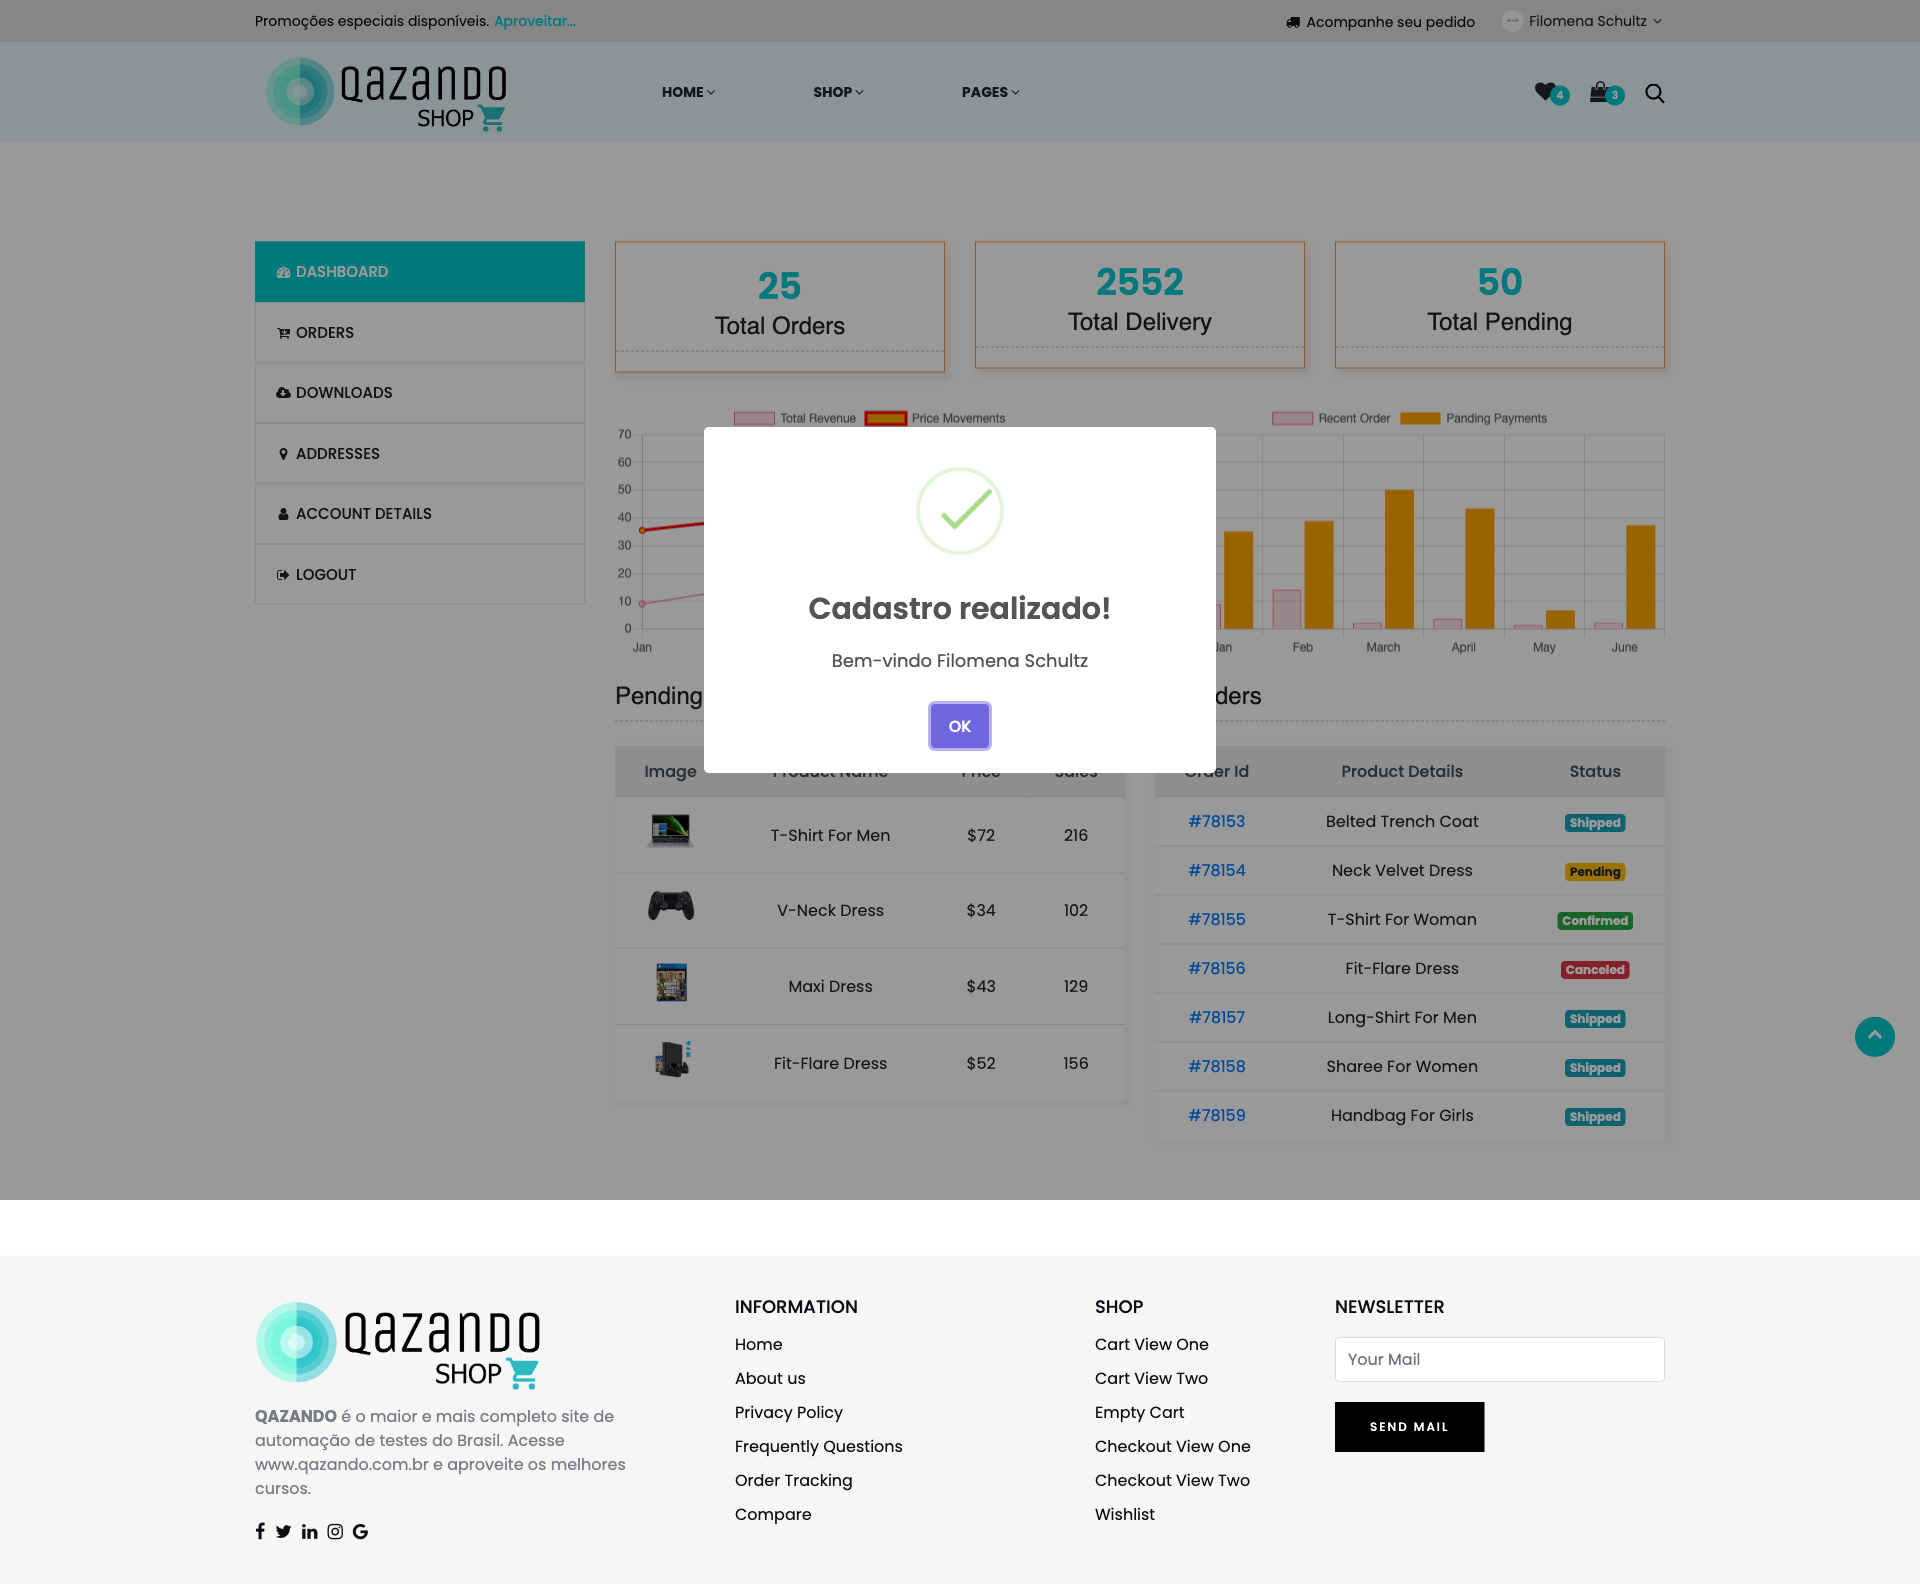 Promoções especiais disponíveis. Aproveitar...
Acompanhe seu pedido
Filomena Schultz
QAZANDO
SHOP
HOME
SHOP
PAGES
4
3
DASHBOARD
ORDERS
DOWNLOADS
ADDRESSES
ACCOUNT DETAILS
LOGOUT
25
Total Orders
2552
Total Delivery
50
Total Pending
Total Revenue
Price Movements
70
60
50
40
30
20
10
0
Jan
Recent Order
Panding Payments
Jan
Feb
March
April
May
June
Cadastro realizado!
Bem-vindo Filomena Schultz
OK
Pending
Image
Product Name
Price
Sales
T-Shirt For Men
$72
216
V-Neck Dress
$34
102
Maxi Dress
$43
129
Fit-Flare Dress
$52
156
ders
Order Id
Product Details
Status
#78153
Belted Trench Coat
Shipped
#78154
Neck Velvet Dress
Pending
#78155
T-Shirt For Woman
Confirmed
#78156
Fit-Flare Dress
Canceled
#78157
Long-Shirt For Men
Shipped
#78158
Sharee For Women
Shipped
#78159
Handbag For Girls
Shipped
QAZANDO
SHOP
QAZANDO é o maior e mais completo site de
automação de testes do Brasil. Acesse
www.qazando.com.br e aproveite os melhores
cursos.
INFORMATION
Home
About us
Privacy Policy
Frequently Questions
Order Tracking
Compare
SHOP
Cart View One
Cart View Two
Empty Cart
Checkout View One
Checkout View Two
Wishlist
NEWSLETTER
Your Mail
SEND MAIL